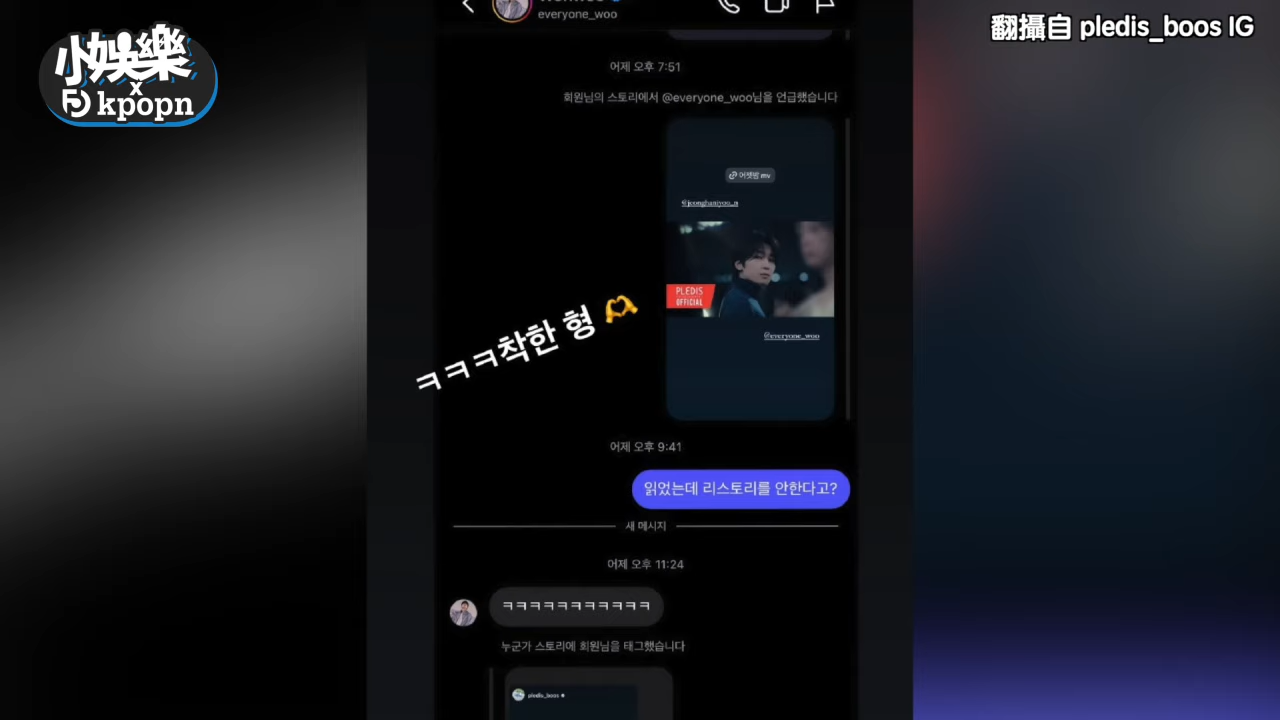 小娛樂
x
kpopn
翻攝自 pledis_boos IG
everyone_woo
어제 오후 7:51
회원님의 스토리에서 @everyone_woo님을 언급했습니다
어젯밤 mv
@jeonghaniyoo_n
PLEDIS
OFFICIAL
@everyone_woo
ㅋㅋㅋ착한 형
어제 오후 9:41
읽었는데 리스토리를 안한다고?
새 메시지
어제 오후 11:24
ㅋㅋㅋㅋㅋㅋㅋㅋㅋㅋㅋ
누군가 스토리에 회원님을 태그했습니다
pledis_boos